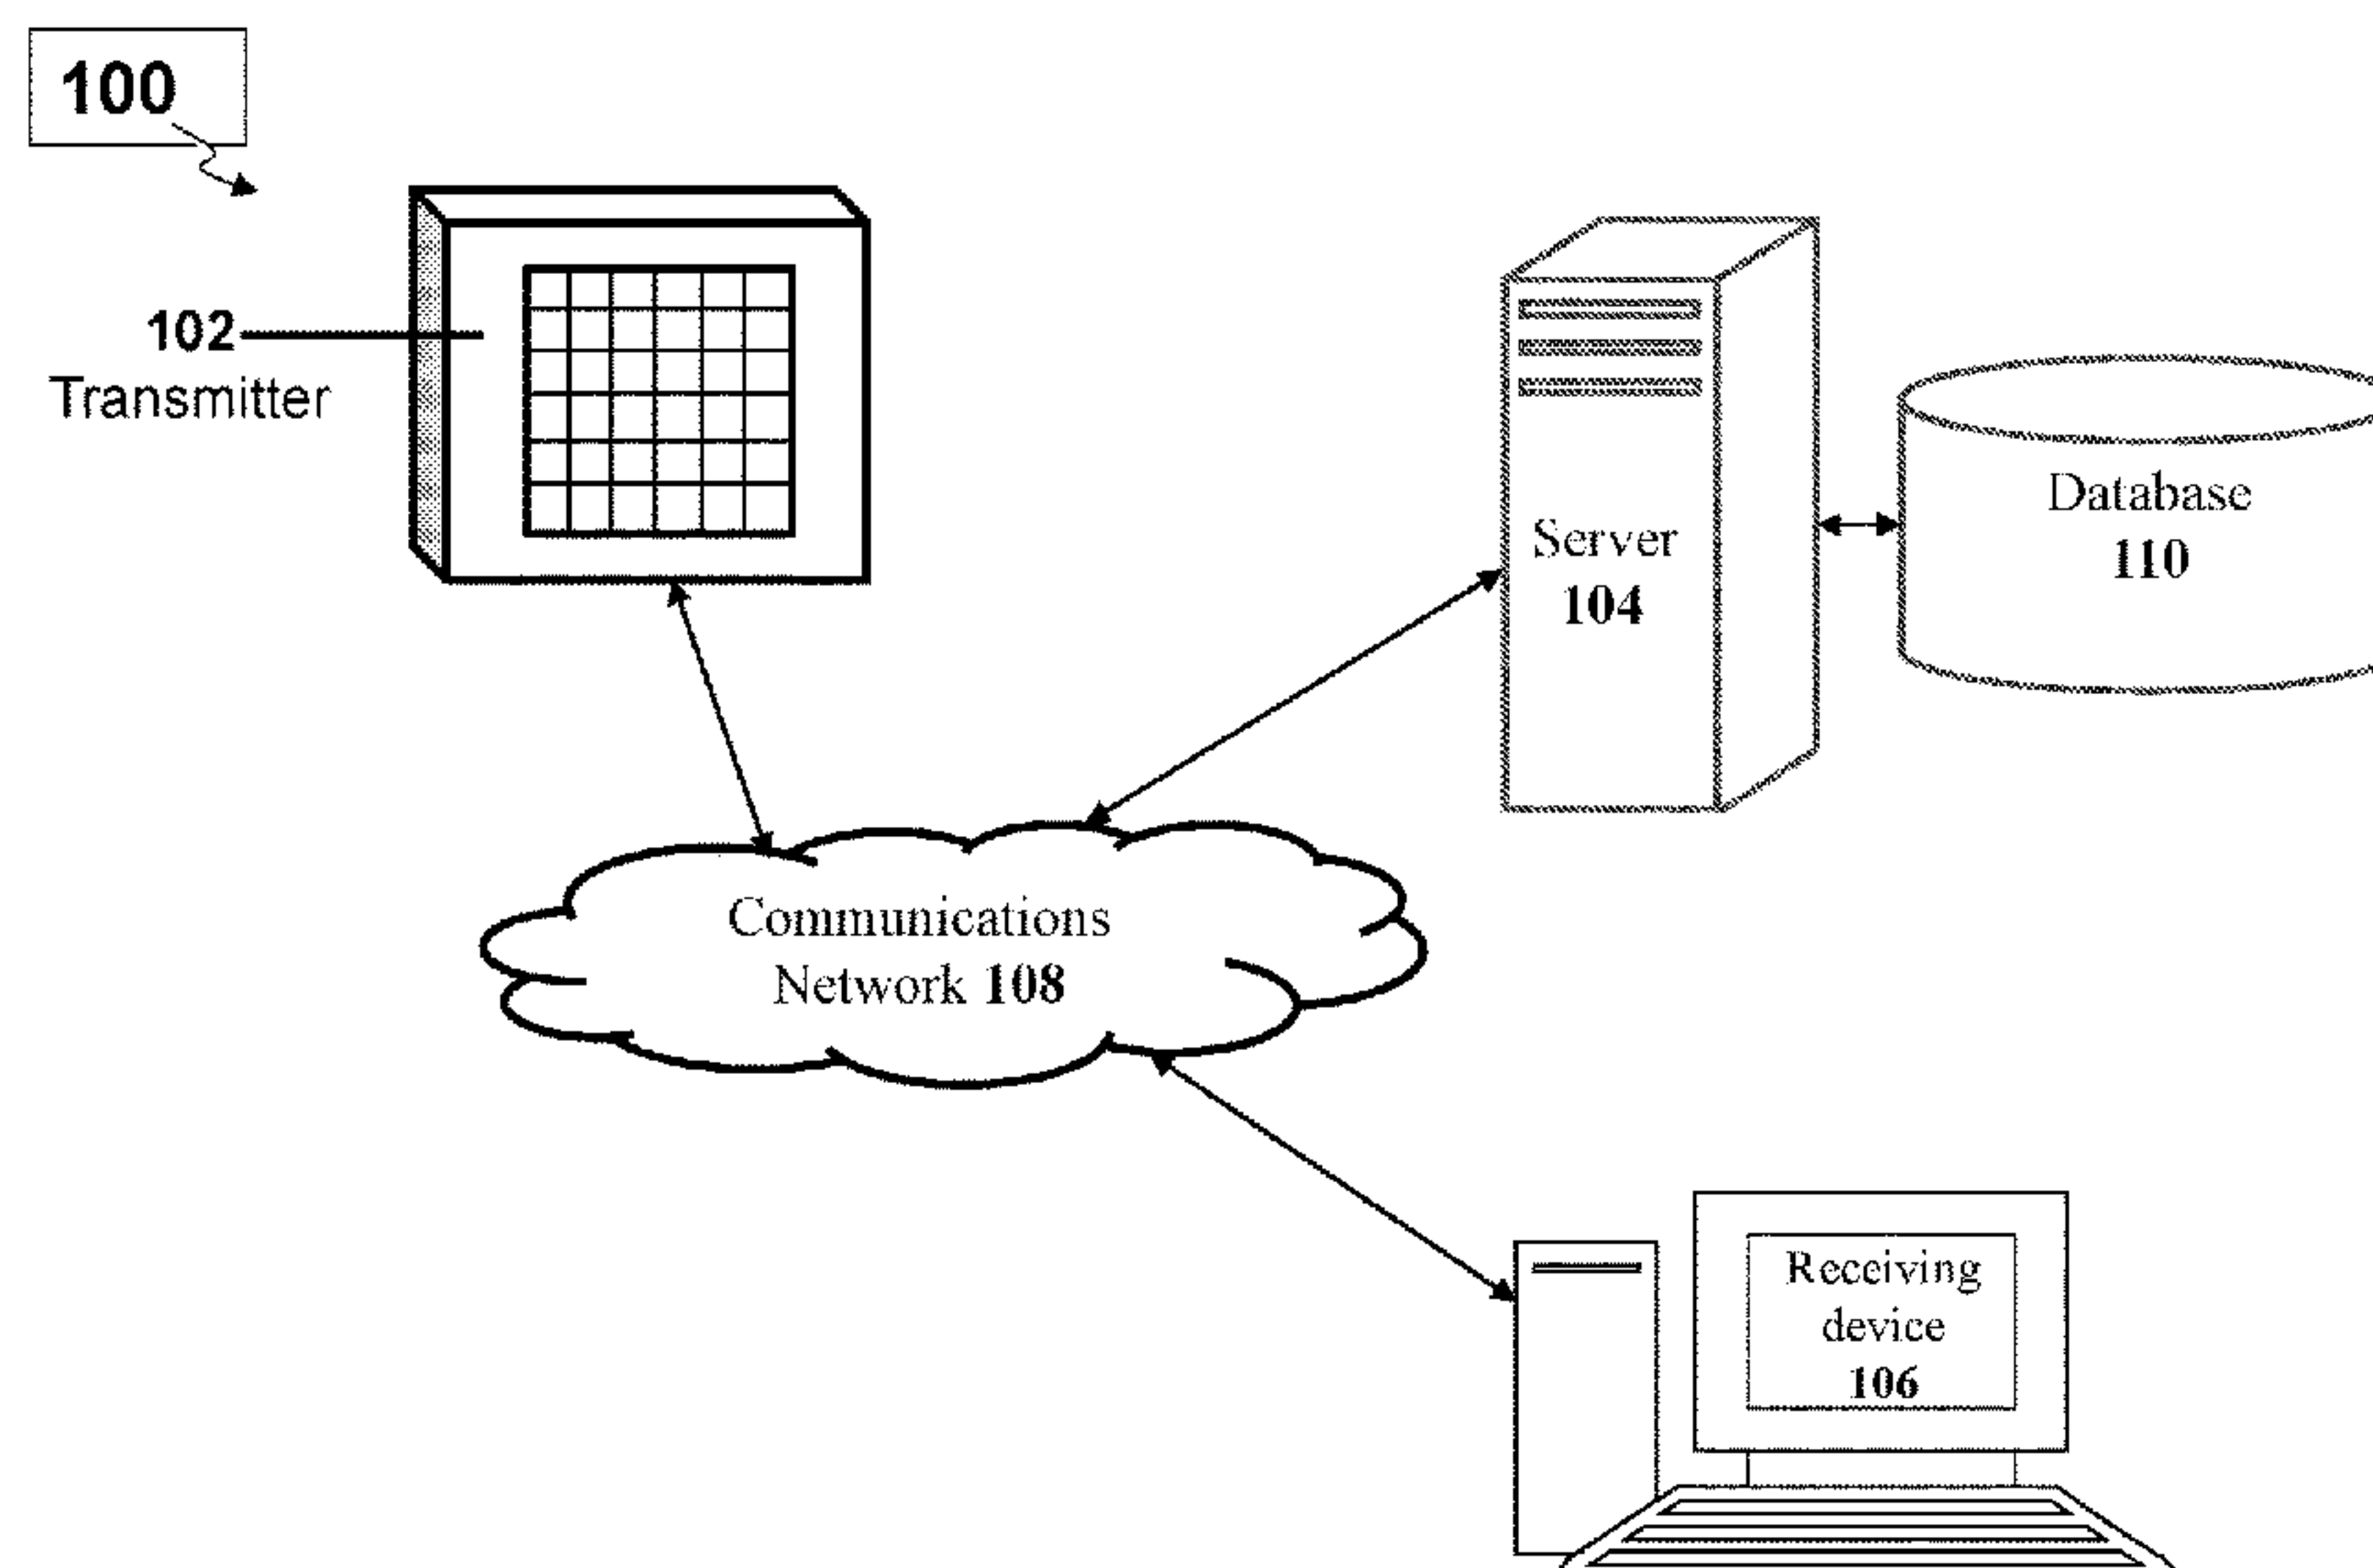 100
102
Transmitter
Server
104
Database
110
Communications
Network 108
Receiving
device
106